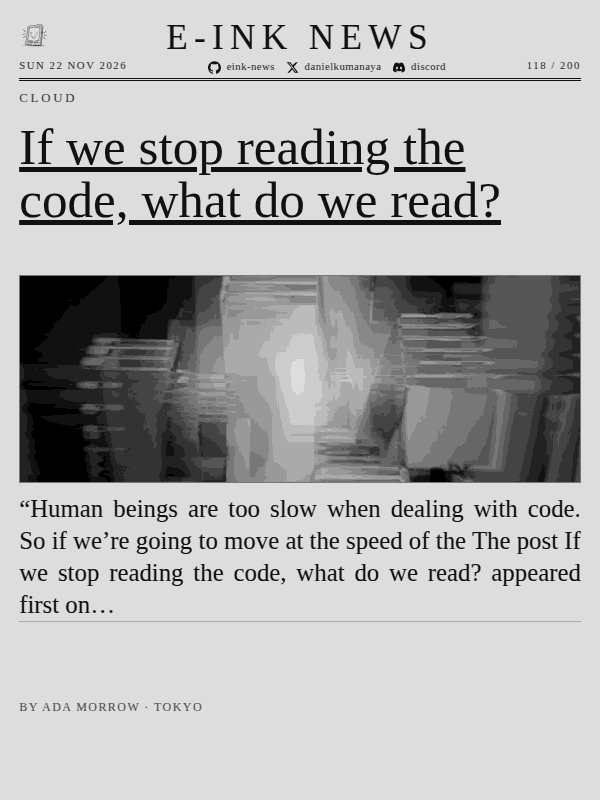 E-INK NEWS
SUN 22 NOV 2026
eink-news
danielkumanaya
discord
118 / 200
CLOUD
If we stop reading the
code, what do we read?
“Human beings are too slow when dealing with code.
So if we’re going to move at the speed of the The post If
we stop reading the code, what do we read? appeared
first on…
BY ADA MORROW · TOKYO